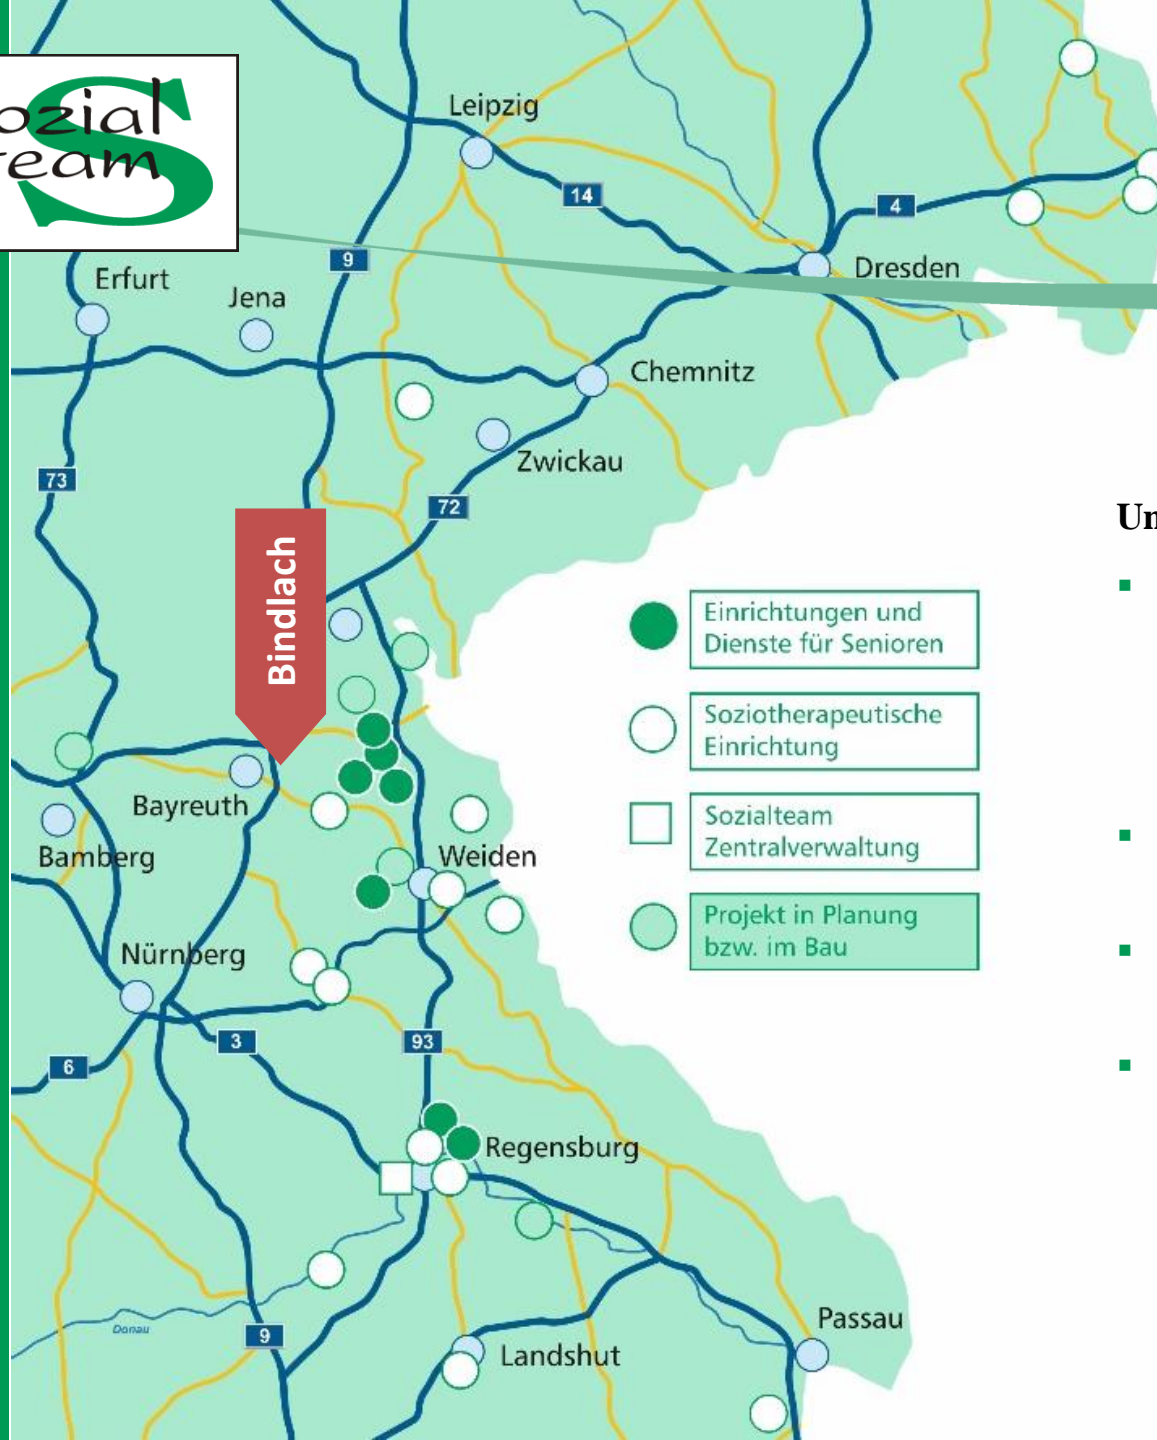 ozial
team
Leipzig
14
4
9
Dresden
Erfurt
Jena
Chemnitz
Zwickau
73
72
Bindlach
Un
Einrichtungen und
Dienste für Senioren
Soziotherapeutische
Einrichtung
Sozialteam
Zentralverwaltung
Projekt in Planung
bzw. im Bau
Bayreuth
Bamberg
Weiden
Nürnberg
3
93
6
Regensburg
Donau
9
Passau
Landshut